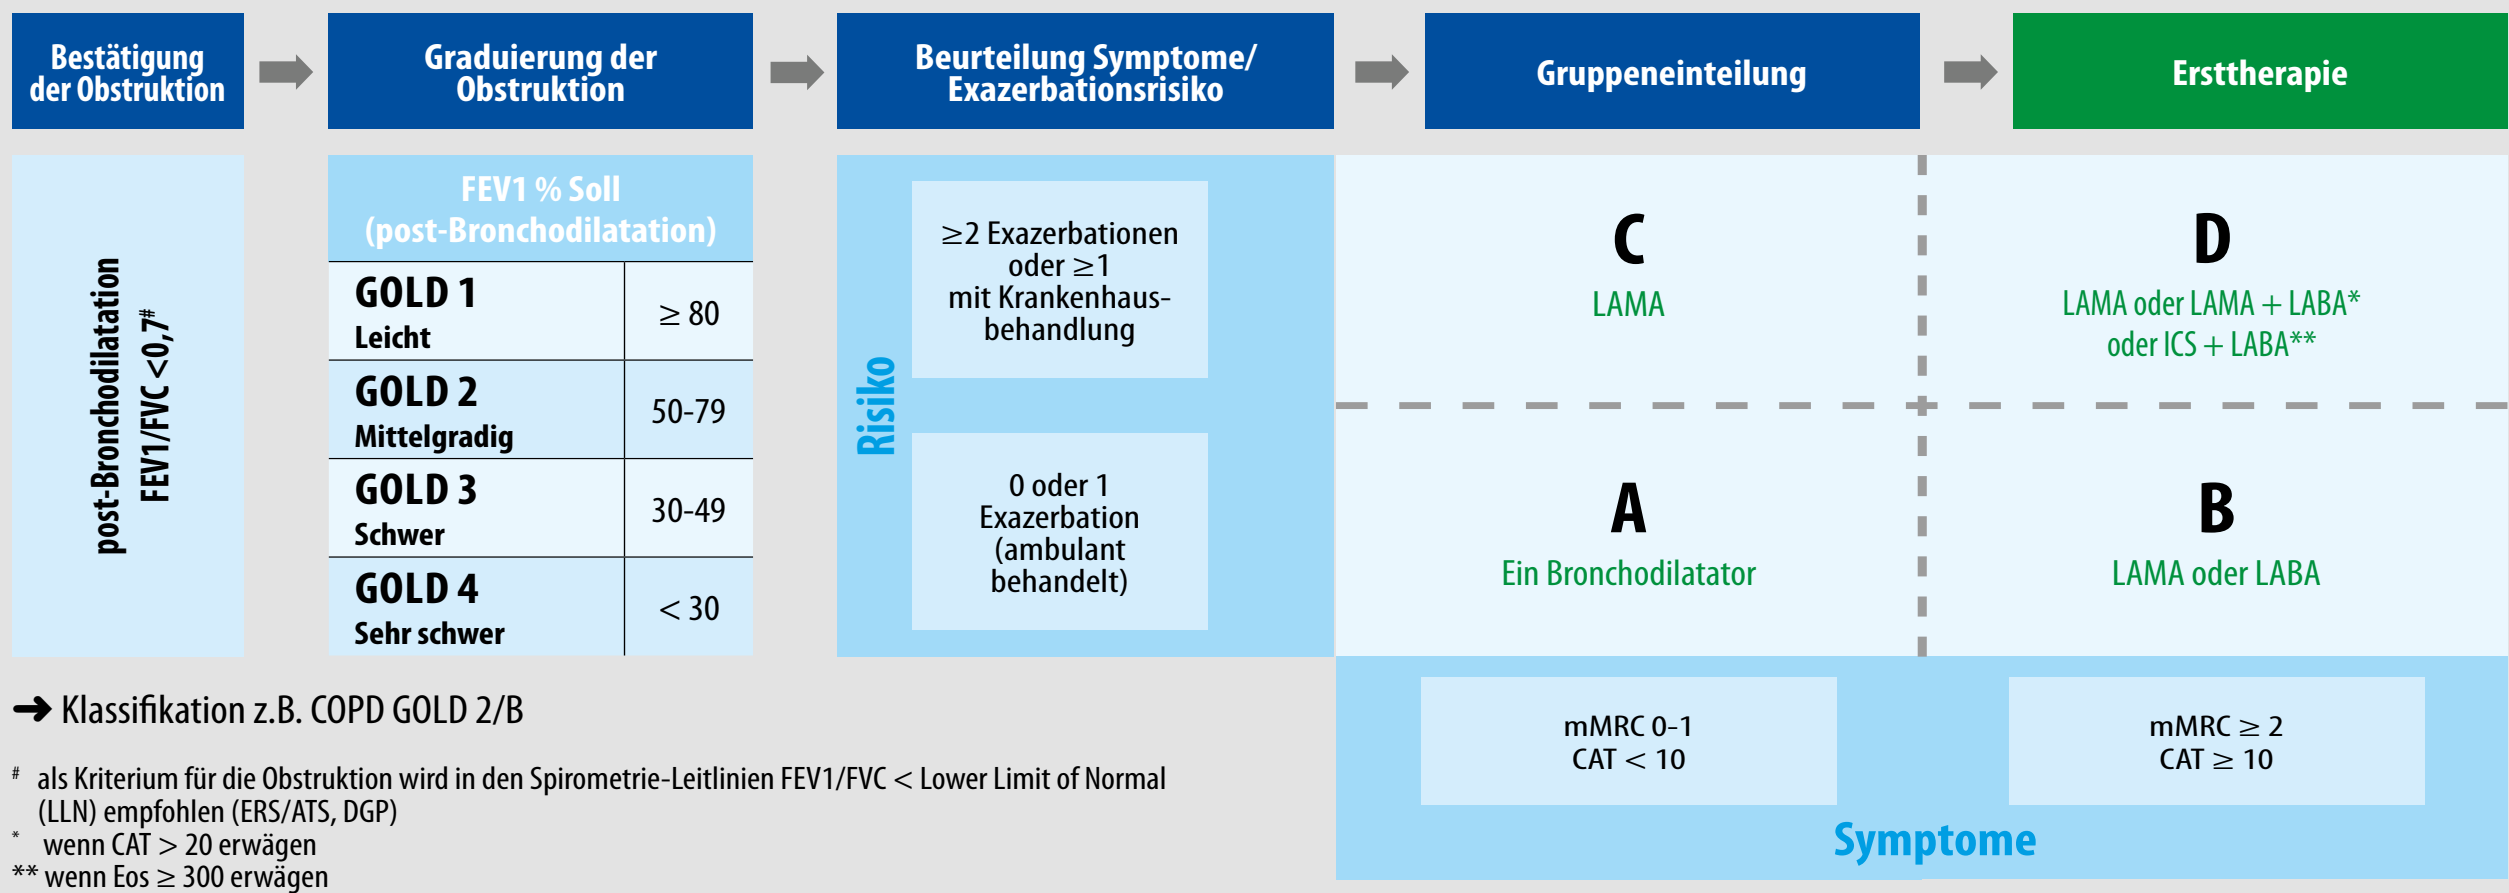 Bestätigung
der Obstruktion
Graduierung der
Obstruktion
Beurteilung Symptome/
Exazerbationsrisiko
Gruppeneinteilung
Ersttherapie
post-Bronchodilatation
FEV1/FVC <0,7#
FEV1 % Soll
(post-Bronchodilatation)
GOLD 1
Leicht
≥ 80
GOLD 2
Mittelgradig
50-79
GOLD 3
Schwer
30-49
GOLD 4
Sehr schwer
< 30
Risiko
≥2 Exazerbationen
oder ≥1
mit Krankenhaus-
behandlung
0 oder 1
Exazerbation
(ambulant
behandelt)
C
LAMA
D
LAMA oder LAMA + LABA*
oder ICS + LABA**
A
Ein Bronchodilatator
B
LAMA oder LABA
mMRC 0-1
CAT < 10
mMRC ≥ 2
CAT ≥ 10
Symptome
➔ Klassifikation z.B. COPD GOLD 2/B
# als Kriterium für die Obstruktion wird in den Spirometrie-Leitlinien FEV1/FVC < Lower Limit of Normal
(LLN) empfohlen (ERS/ATS, DGP)
* wenn CAT > 20 erwägen
** wenn Eos ≥ 300 erwägen